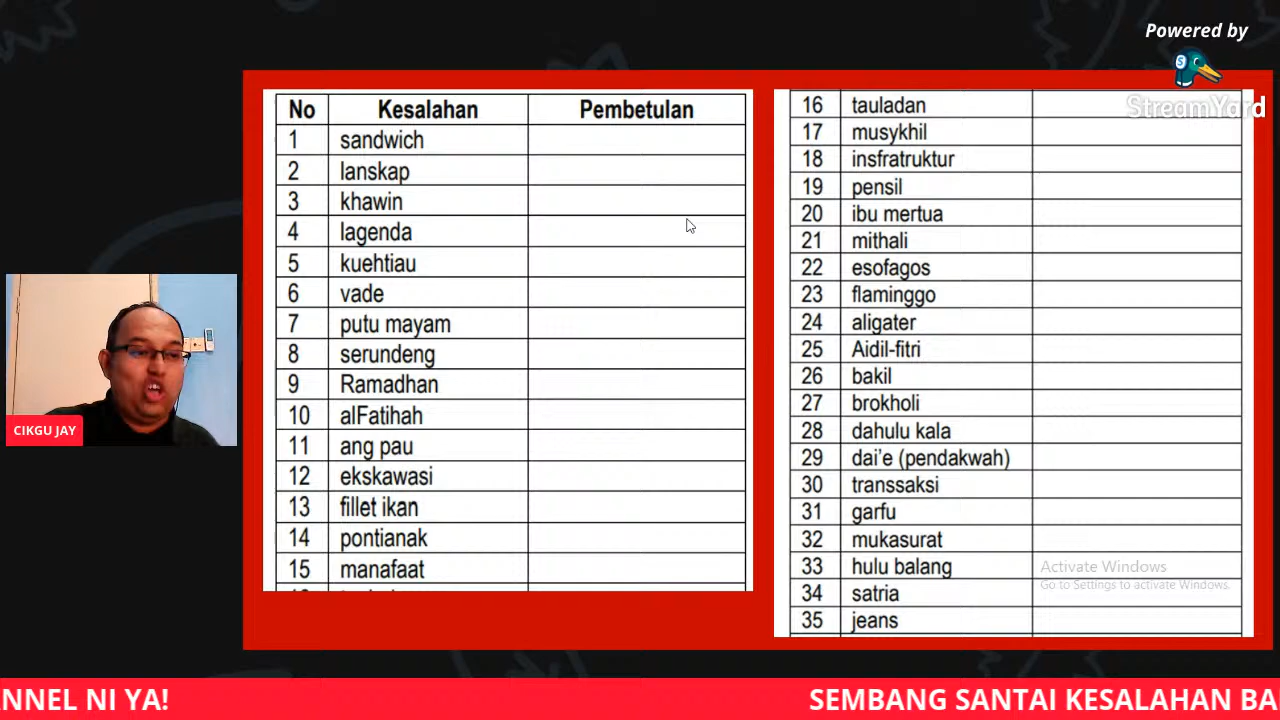 Powered by
StreamYard
No Kesalahan Pembetulan
1 sandwich
2 lanskap
3 khawin
4 lagenda
5 kuehtiau
6 vade
7 putu mayam
8 serundeng
9 Ramadhan
10 alFatihah
11 ang pau
12 ekskawasi
13 fillet ikan
14 pontianak
15 manafaat
16 tauladan
17 musykhil
18 insfratruktur
19 pensil
20 ibu mertua
21 mithali
22 esofagos
23 flaminggo
24 aligater
25 Aidil-fitri
26 bakil
27 brokholi
28 dahulu kala
29 dai'e (pendakwah)
30 transsaksi
31 garfu
32 mukasurat
33 hulu balang
34 satria
35 jeans
Activate Windows
Go to Settings to activate Windows.
CIKGU JAY
NNEL NI YA!
SEMBANG SANTAI KESALAHAN BA